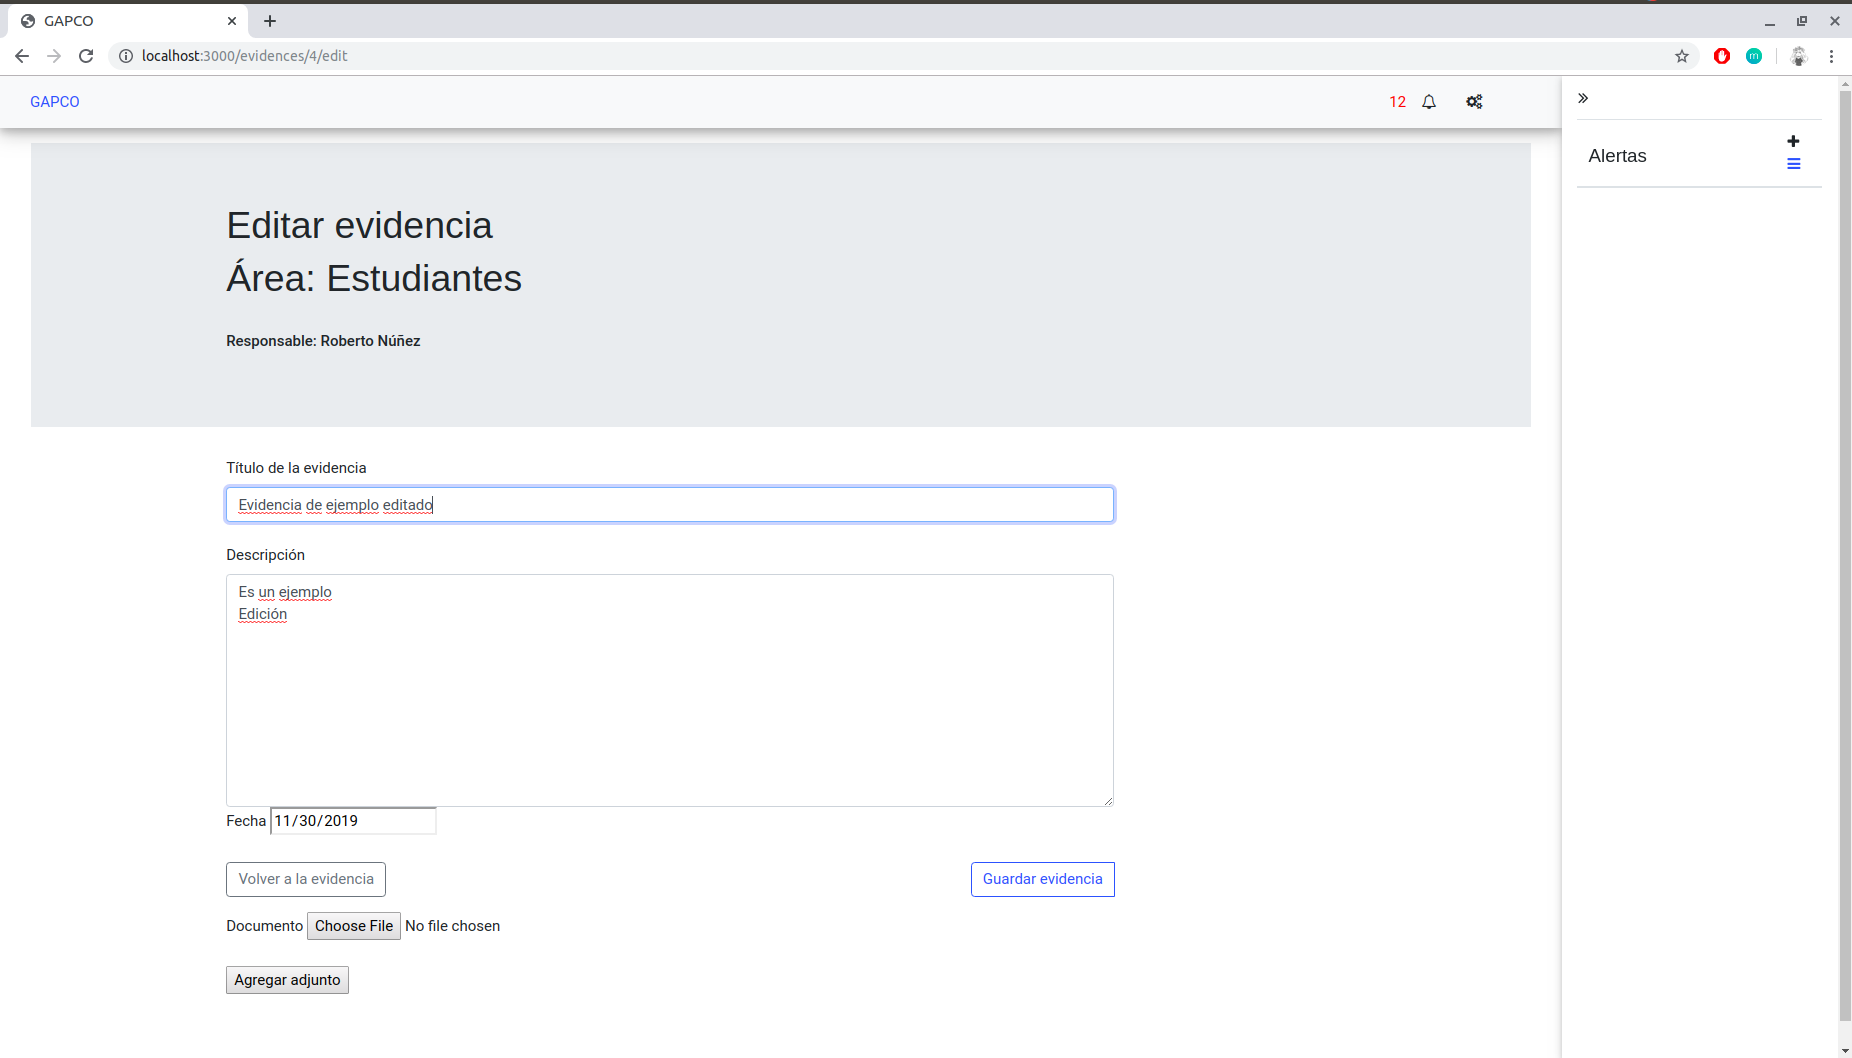 GAPCO
localhost:3000/evidences/4/edit
m
GAPCO
12
Alertas
Editar evidencia
Área: Estudiantes
Responsable: Roberto Núñez
Título de la evidencia
Evidencia de ejemplo editado
Descripción
Es un ejemplo
Edición
Fecha 11/30/2019
Volver a la evidencia Guardar evidencia
Documento Choose File No file chosen
Agregar adjunto